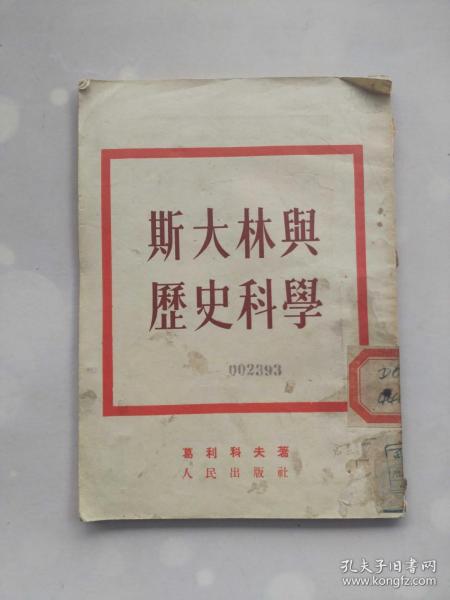 斯大林與
歷史科學
002393
葛利科夫著
人民出版社
孔夫子旧书网
www.kongfz.com